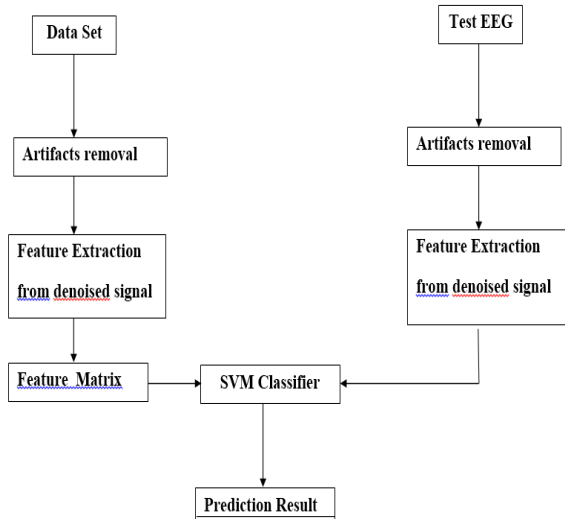 Data Set
Test EEG
Artifacts removal
Artifacts removal
Feature Extraction
from denoised signal
Feature Extraction
from denoised signal
Feature Matrix
SVM Classifier
Prediction Result